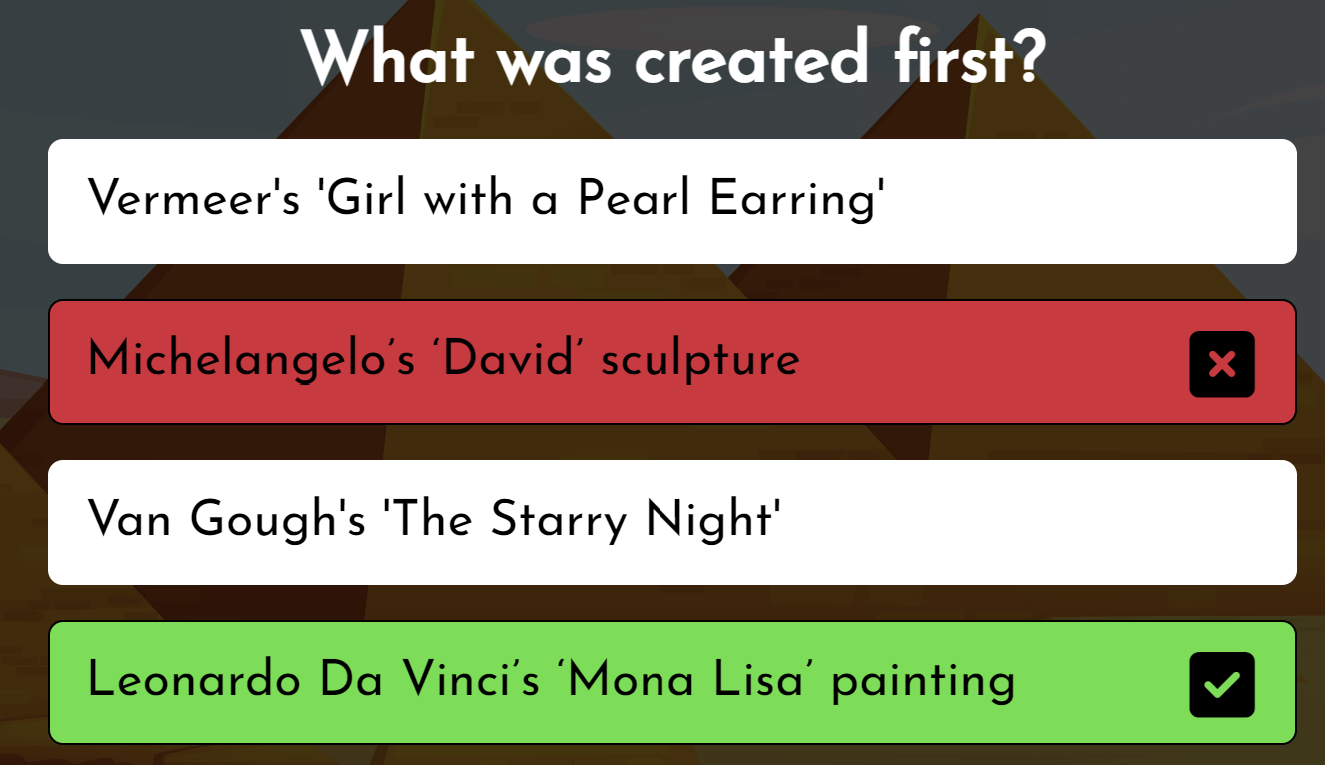 What was created first?
Vermeer's 'Girl with a Pearl Earring'
Michelangelo’s ‘David’ sculpture
Van Gough's 'The Starry Night'
Leonardo Da Vinci’s ‘Mona Lisa’ painting